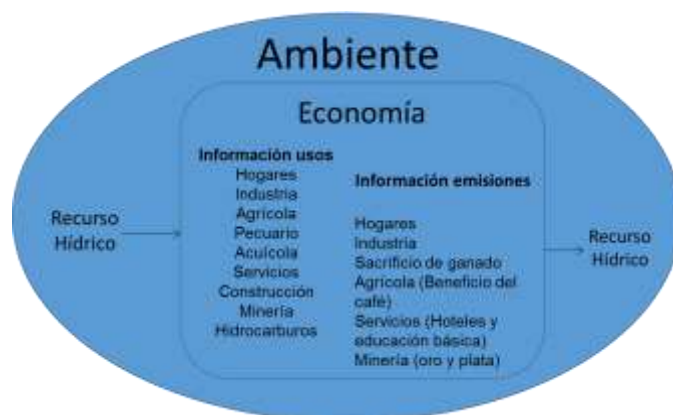 Ambiente
Economía
Información usos
Hogares
Industria
Agrícola
Pecuario
Acuícola
Servicios
Construcción
Minería
Hidrocarburos
Información emisiones
Hogares
Industria
Sacrificio de ganado
Agrícola (Beneficio del
café)
Servicios (Hoteles y
educación básica)
Minería (oro y plata)
Recurso
Hídrico
Recurso
Hídrico